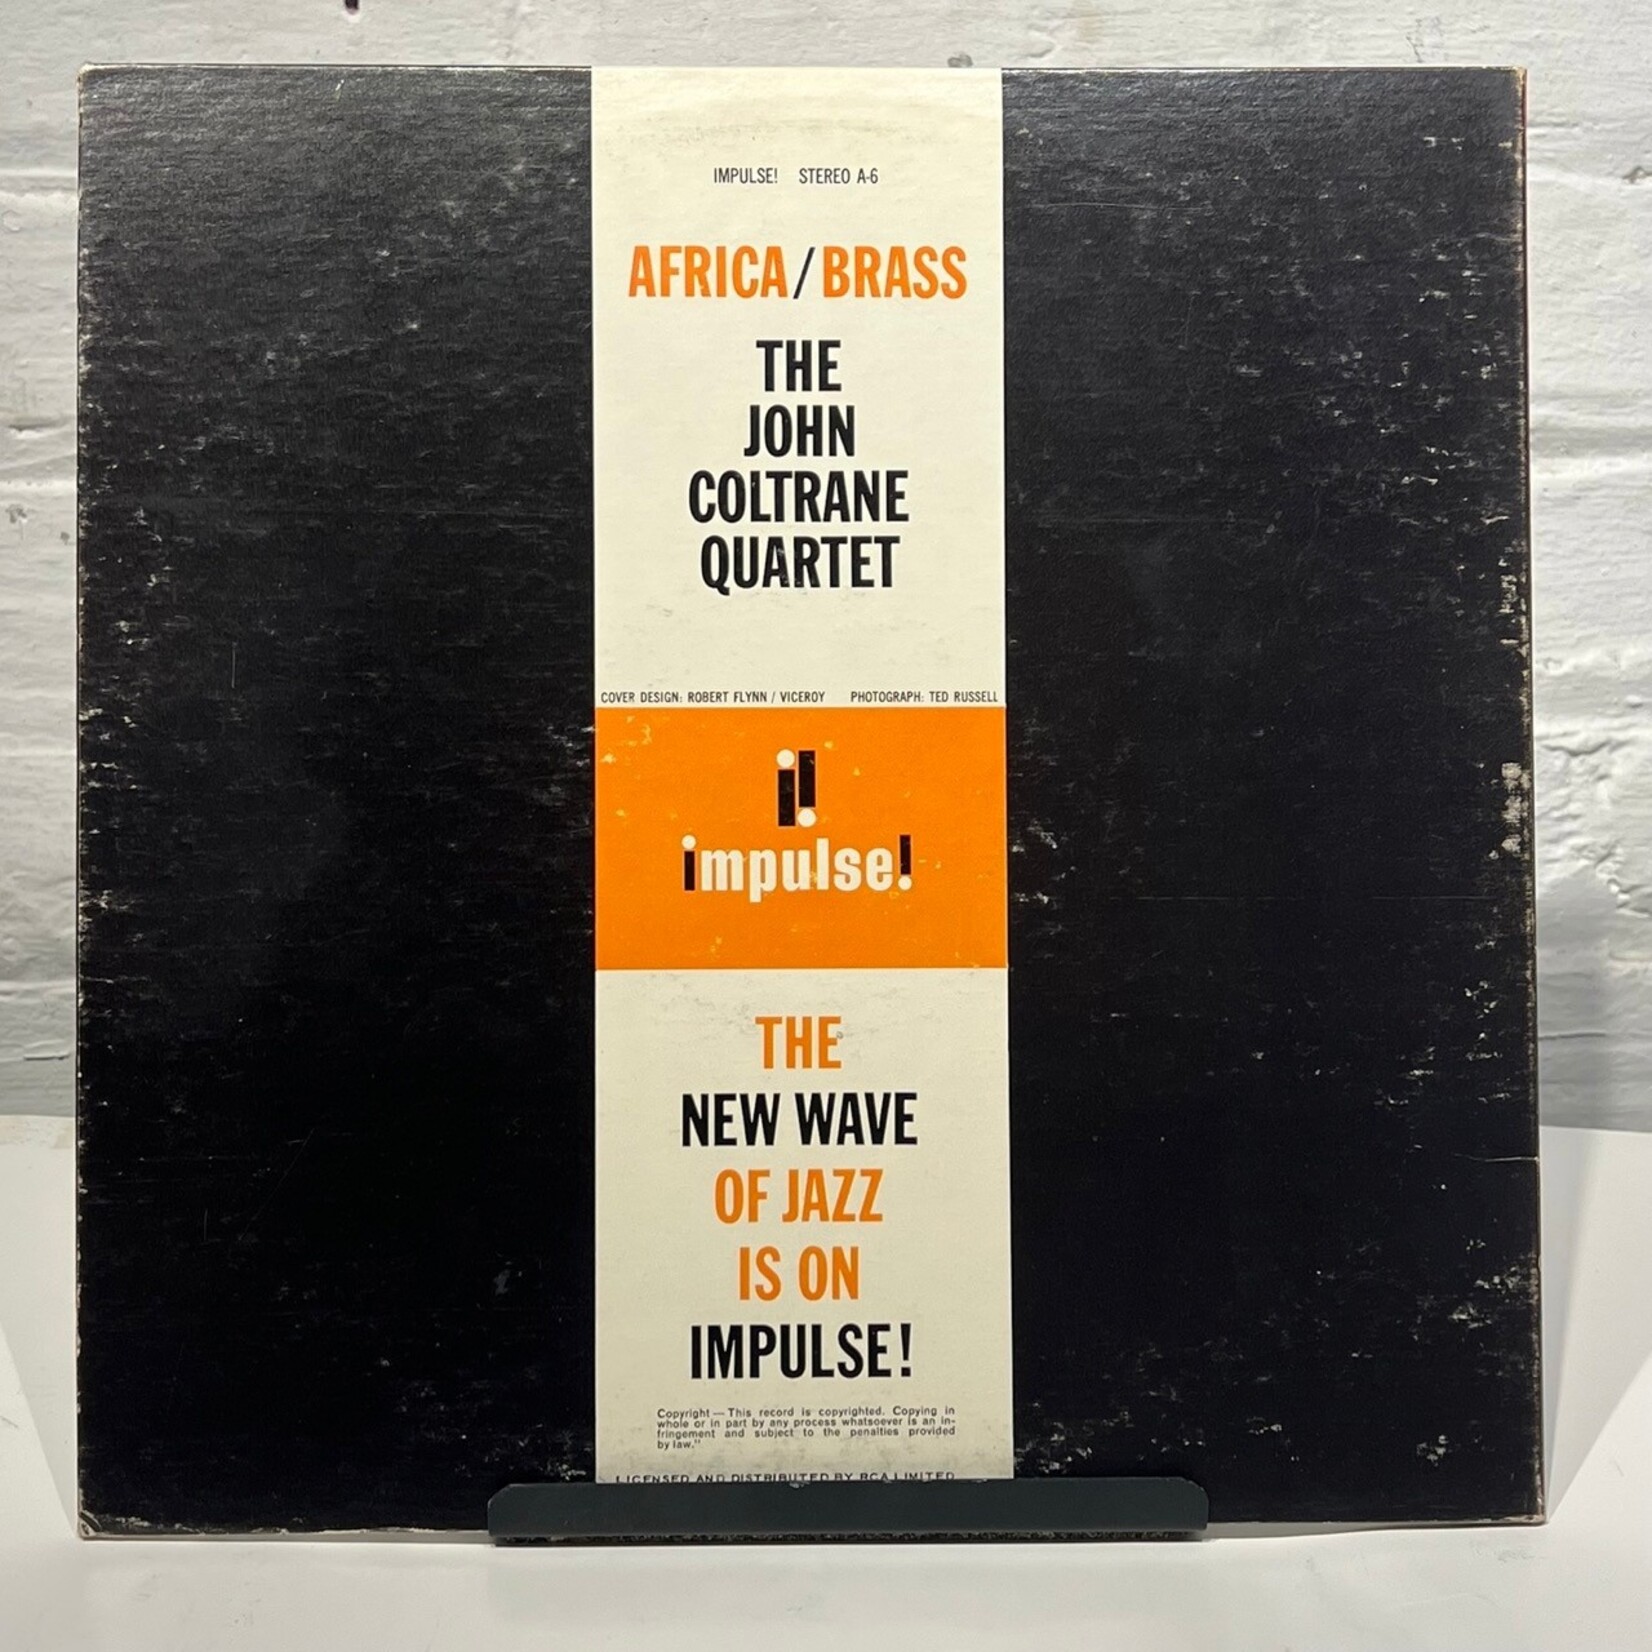 IMPULSE! STEREO A-6
AFRICA/BRASS
THE
JOHN
COLTRANE
QUARTET
COVER DESIGN: ROBERT FLYNN / VICEROY PHOTOGRAPH: TED RUSSELL
i!
impulse!
THE
NEW WAVE
OF JAZZ
IS ON
IMPULSE!
Copyright — This record is copyrighted. Copying in
whole or in part by any process whatsoever is an in-
fringement and subject to the penalties provided
by law."
LICENSED AND DISTRIBUTED BY RCA LIMITED